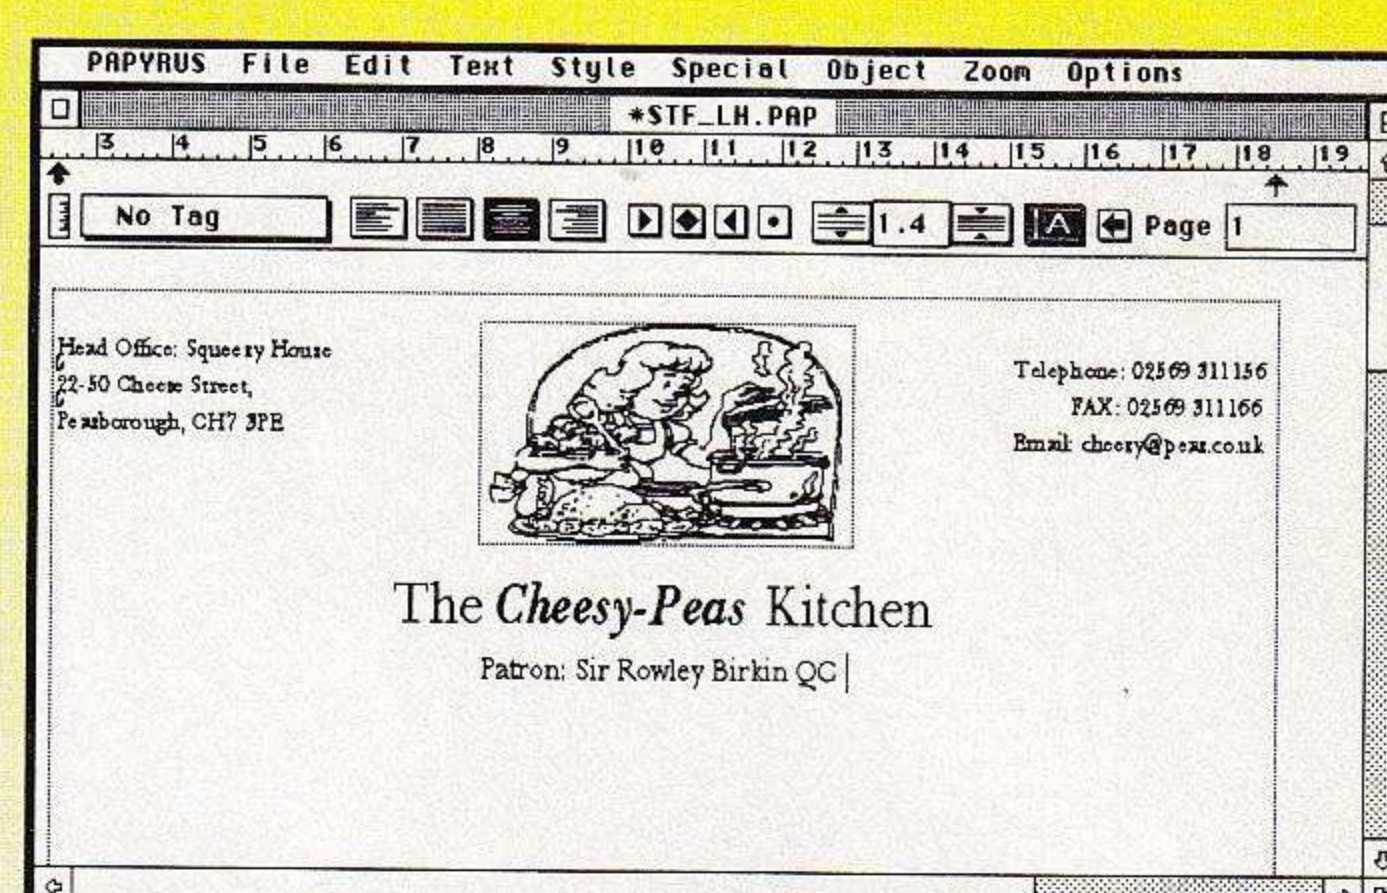 PAPYRUS File Edit Text Style Special Object Zoom Options
*STF_LH.PAP
3 4 5 6 7 8 9 10 11 12 13 14 15 16 17 18 19
No Tag 1.4 A Page 1
Head Office: Squeezy House
22-50 Cheese Street,
Peasborough, CH7 3PE
Telephone: 02569 311156
FAX: 02569 311166
Email: cheezy@peas.co.uk
The Cheesy-Peas Kitchen
Patron: Sir Rowley Birkin QC